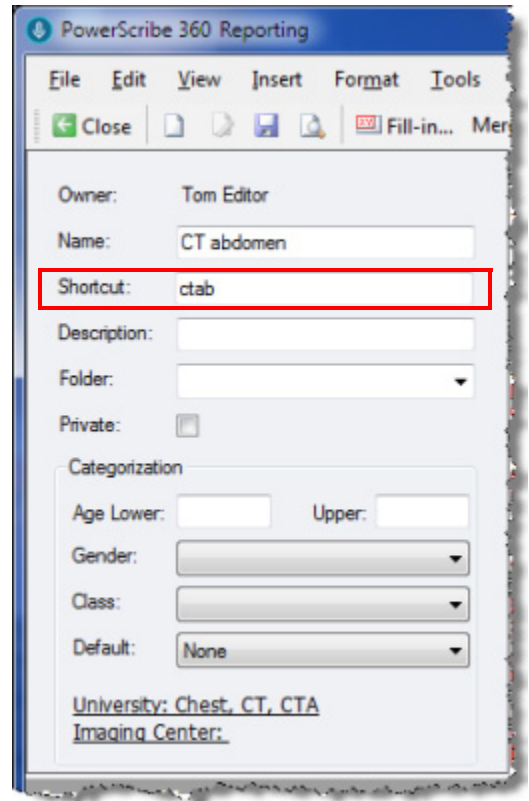 PowerScribe 360 Reporting
File Edit View Insert Format Tools
Close Fill-in... Mer
Owner: Tom Editor
Name: CT abdomen
Shortcut: ctab
Description:
Folder:
Private:
Categorization
Age Lower: Upper:
Gender:
Class:
Default: None
University: Chest, CT, CTA
Imaging Center: